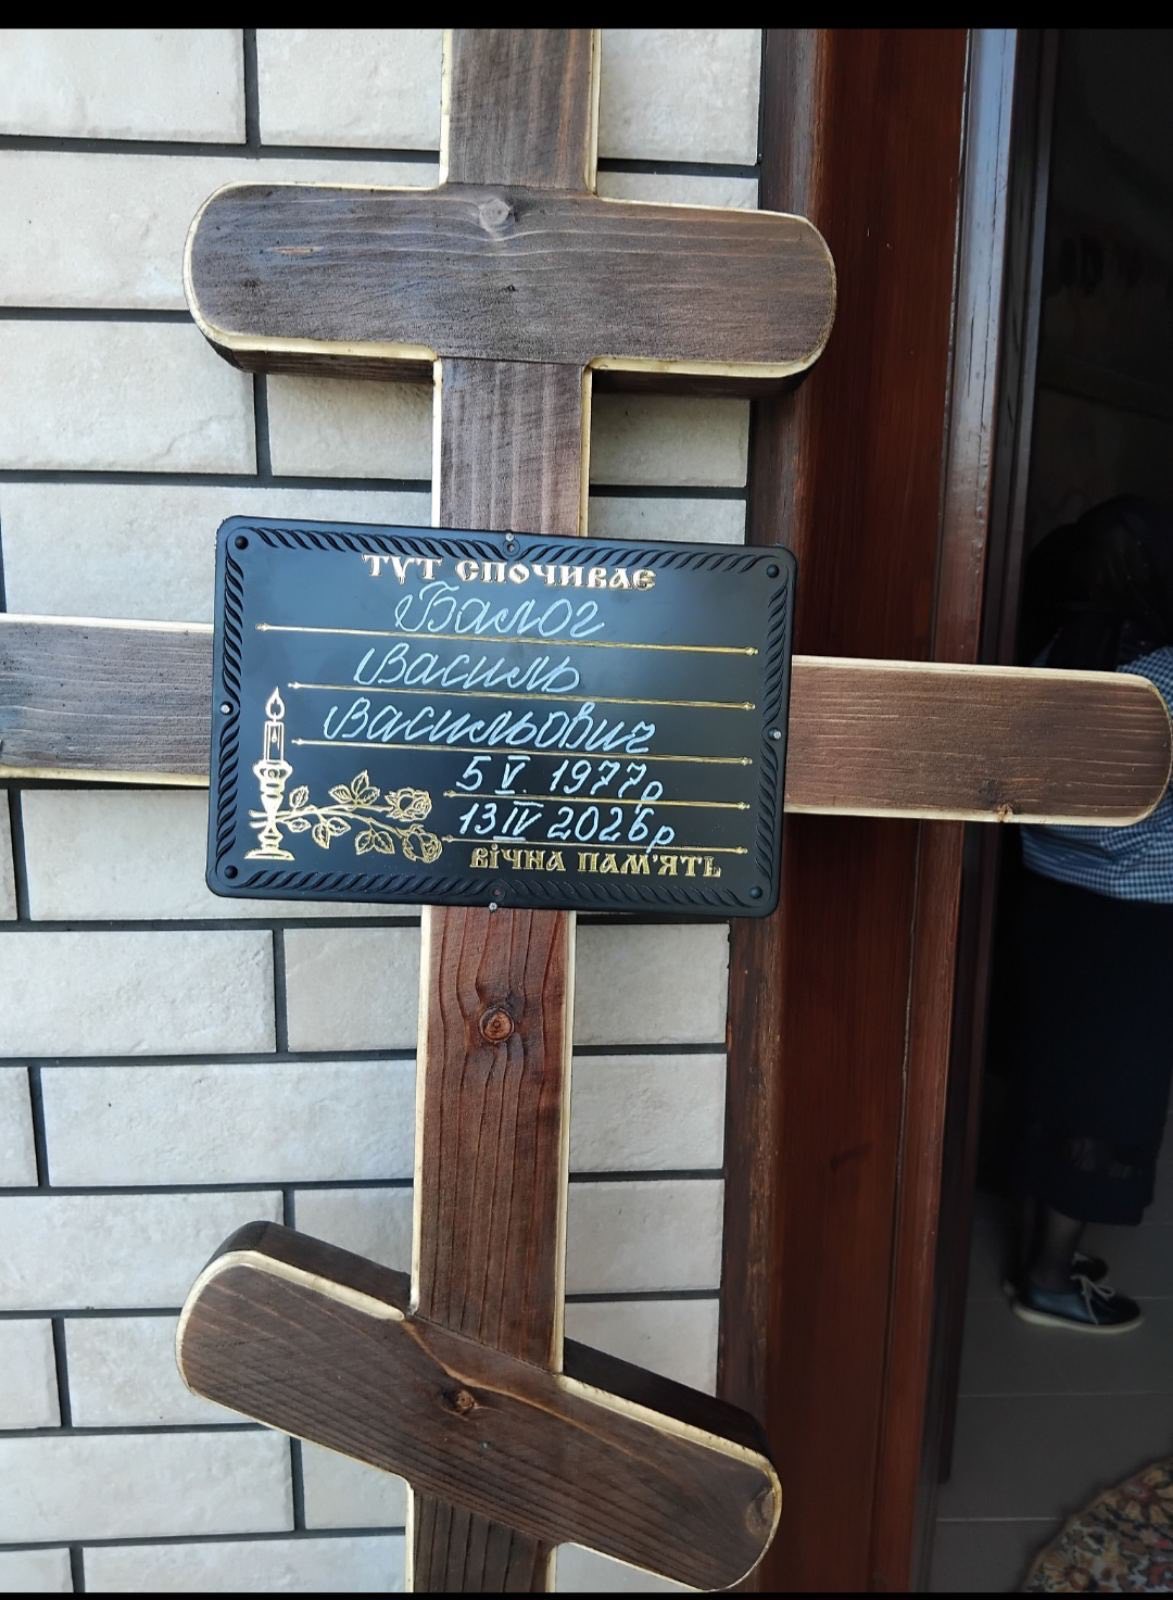 ТУТ СПОЧИВАЄ
Балог
Василь
Васильович
5 V. 1977р
13 IV 2026р
ВІЧНА ПАМ'ЯТЬ